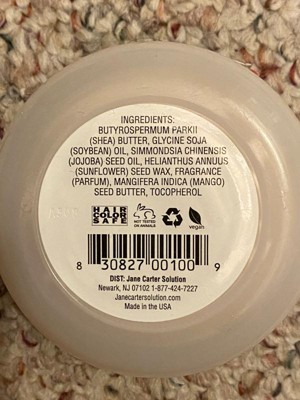 INGREDIENTS:
BUTYROSPERMUM PARKII
(SHEA) BUTTER, GLYCINE SOJA
(SOYBEAN) OIL, SIMMONDSIA CHINENSIS
(JOJOBA) SEED OIL, HELIANTHUS ANNUUS
(SUNFLOWER) SEED WAX, FRAGRANCE
(PARFUM), MANGIFERA INDICA (MANGO)
SEED BUTTER, TOCOPHEROL
HAIR
COLOR
SAFE
NOT TESTED
ON ANIMALS
vegan
8 30827 00100 9
DIST: Jane Carter Solution
Newark, NJ 07102 1-877-424-7227
Janecartersolution.com
Made in the USA